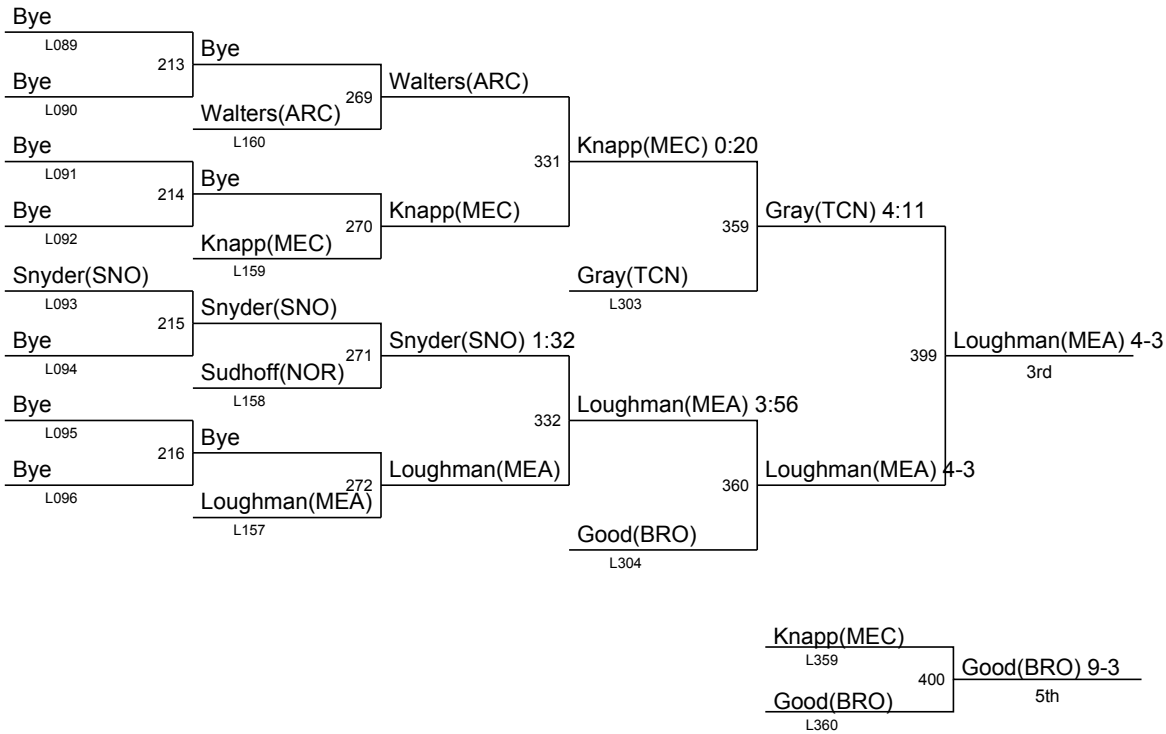 Bye
L089
213
Bye
Bye
L090
269
Walters(ARC)
Walters(ARC)
L160
Bye
L091
214
Bye
Bye
L092
270
Knapp(MEC)
Knapp(MEC)
L159
331
Knapp(MEC) 0:20
Gray(TCN)
L303
359
Gray(TCN) 4:11
Snyder(SNO)
L093
215
Snyder(SNO)
Bye
L094
271
Snyder(SNO) 1:32
Sudhoff(NOR)
L158
Bye
L095
216
Bye
Bye
L096
272
Loughman(MEA)
Loughman(MEA)
L157
332
Loughman(MEA) 3:56
Good(BRO)
L304
360
Loughman(MEA) 4-3
399
Loughman(MEA) 4-3
3rd
Knapp(MEC)
L359
400
Good(BRO) 9-3
5th
Good(BRO)
L360